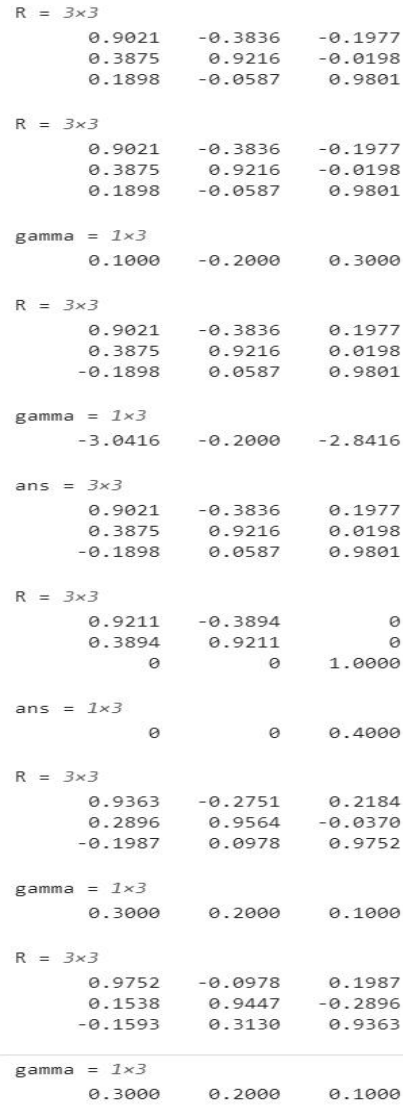 R = 3×3
0.9021 -0.3836 -0.1977
0.3875 0.9216 -0.0198
0.1898 -0.0587 0.9801
R = 3×3
0.9021 -0.3836 -0.1977
0.3875 0.9216 -0.0198
0.1898 -0.0587 0.9801
gamma = 1×3
0.1000 -0.2000 0.3000
R = 3×3
0.9021 -0.3836 0.1977
0.3875 0.9216 0.0198
-0.1898 0.0587 0.9801
gamma = 1×3
-3.0416 -0.2000 -2.8416
ans = 3×3
0.9021 -0.3836 0.1977
0.3875 0.9216 0.0198
-0.1898 0.0587 0.9801
R = 3×3
0.9211 -0.3894 0
0.3894 0.9211 0
0 0 1.0000
ans = 1×3
0 0 0.4000
R = 3×3
0.9363 -0.2751 0.2184
0.2896 0.9564 -0.0370
-0.1987 0.0978 0.9752
gamma = 1×3
0.3000 0.2000 0.1000
R = 3×3
0.9752 -0.0978 0.1987
0.1538 0.9447 -0.2896
-0.1593 0.3130 0.9363
gamma = 1×3
0.3000 0.2000 0.1000